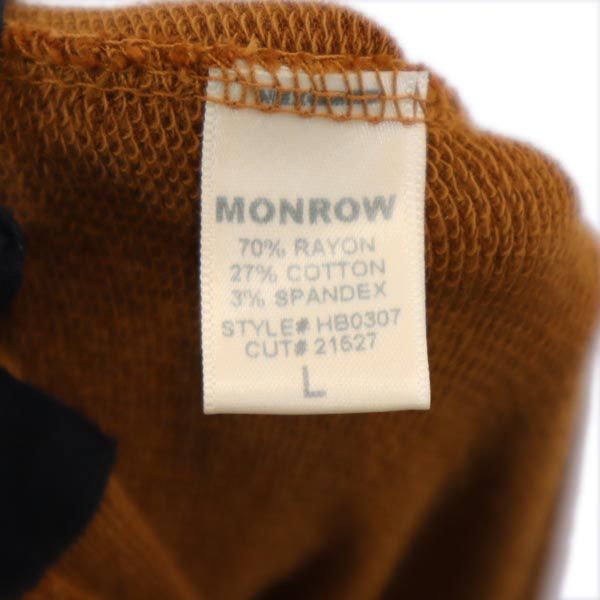 MONROW
70% RAYON
27% COTTON
3% SPANDEX
STYLE# HB0307
CUT# 21527
L